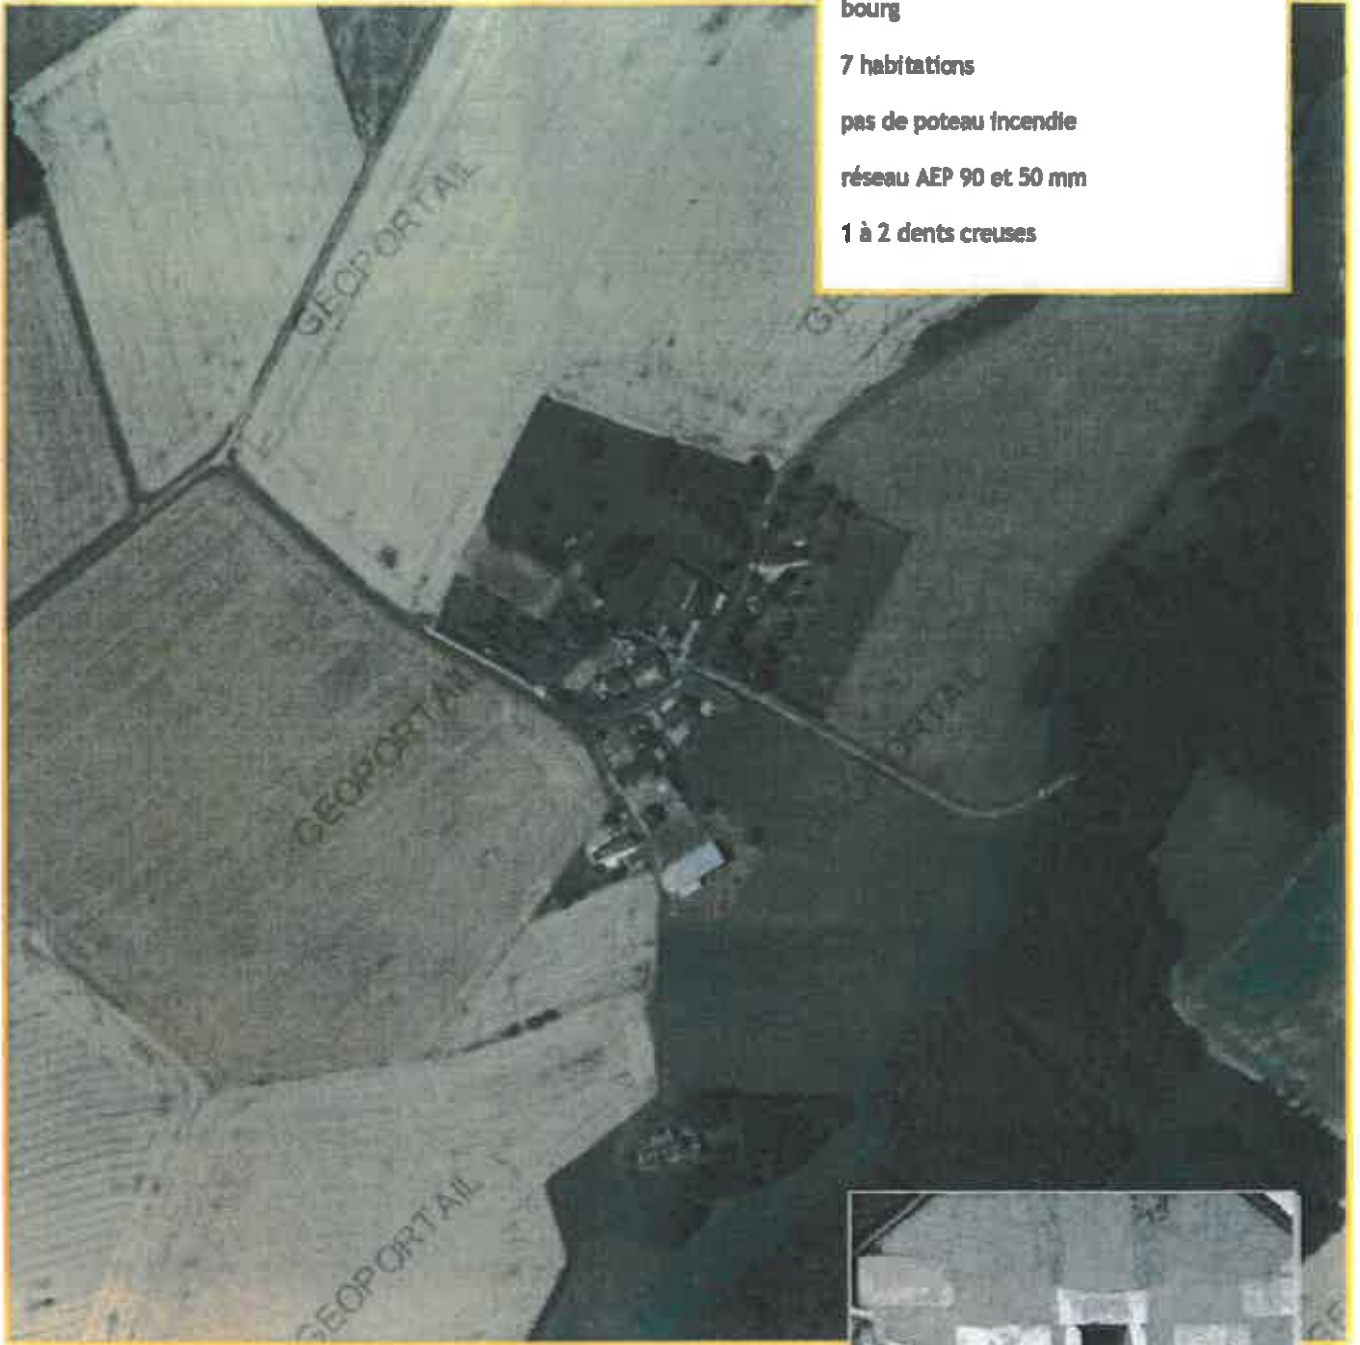 bourg
7 habitations
pas de poteau incendie
réseau AEP 90 et 50 mm
1 à 2 dents creuses
GEOPORTAIL
GEOPORTAIL
ORTAIL
GEOPORTAIL